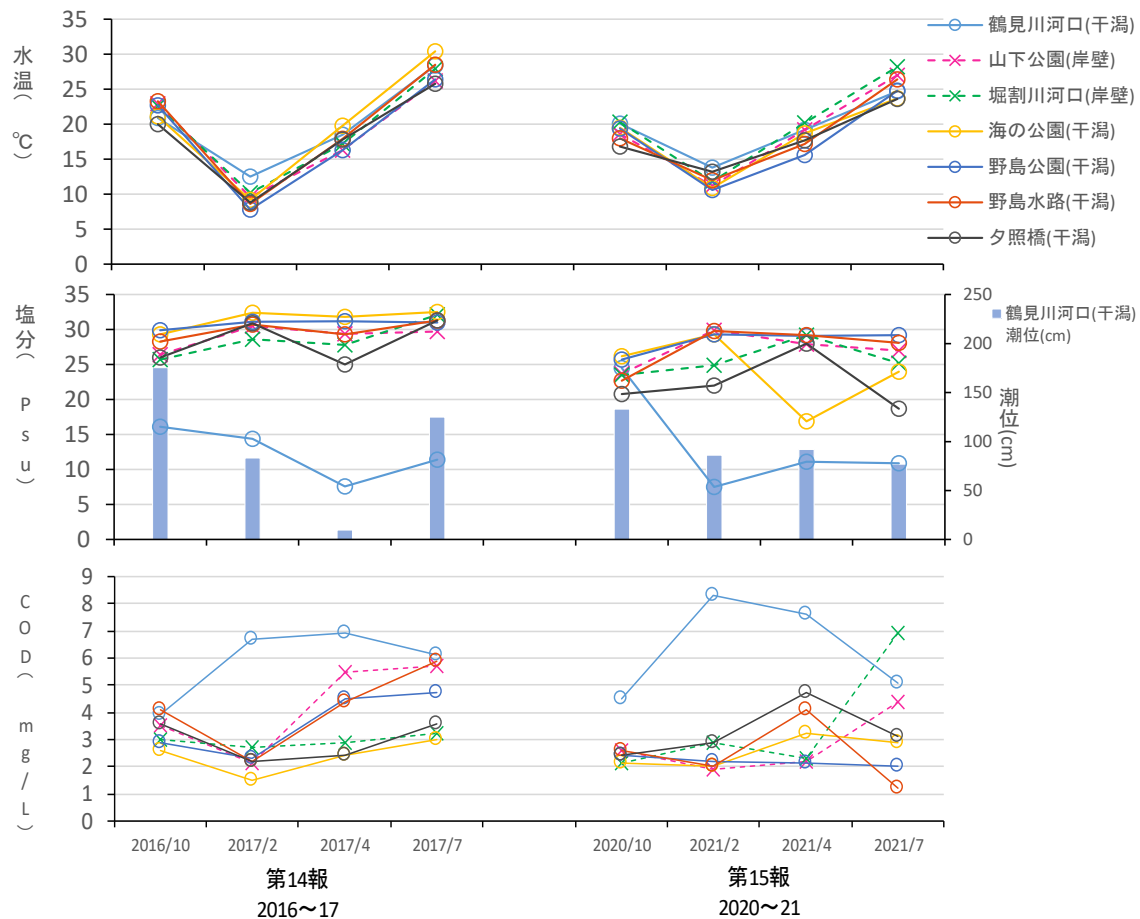 水温(℃)
35
30
25
20
15
10
5
0
鶴見川河口(干潟)
山下公園(岸壁)
堀割川河口(岸壁)
海の公園(干潟)
野島公園(干潟)
野島水路(干潟)
夕照橋(干潟)
塩分(Psu)
35
30
25
20
15
10
5
0
250
200
150
100
50
0
潮位(cm)
鶴見川河口(干潟)
潮位(cm)
COD(mg/L)
9
8
7
6
5
4
3
2
1
0
2016/10 2017/2 2017/4 2017/7 2020/10 2021/2 2021/4 2021/7
第14報 第15報
2016〜17 2020〜21